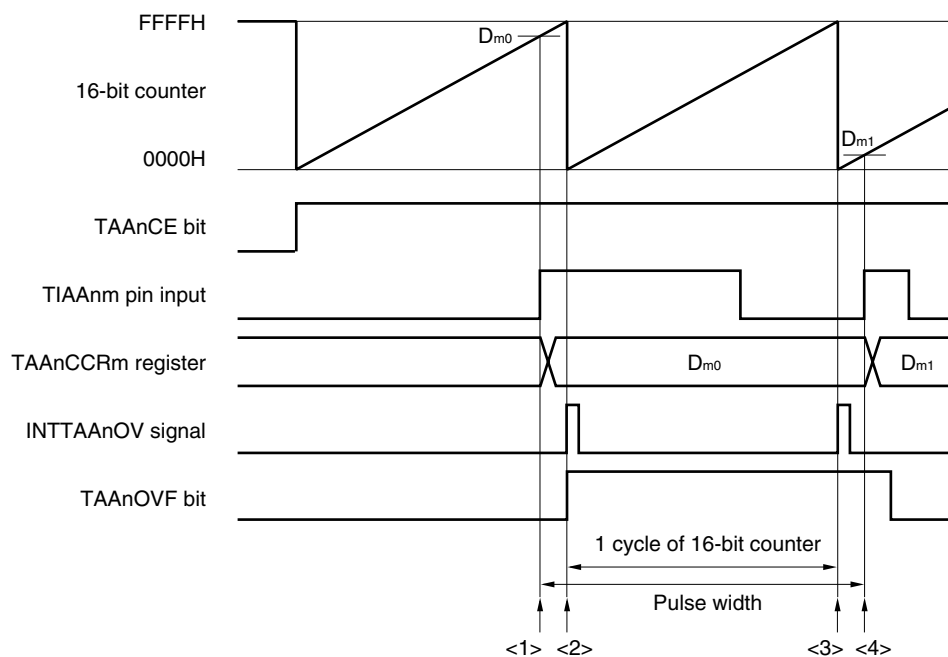 FFFFH
Dm0
16-bit counter
Dm1
0000H
TAAnCE bit
TIAAnm pin input
TAAnCCRm register
Dm0
Dm1
INTTAAnOV signal
TAAnOVF bit
1 cycle of 16-bit counter
Pulse width
<1> <2> <3> <4>